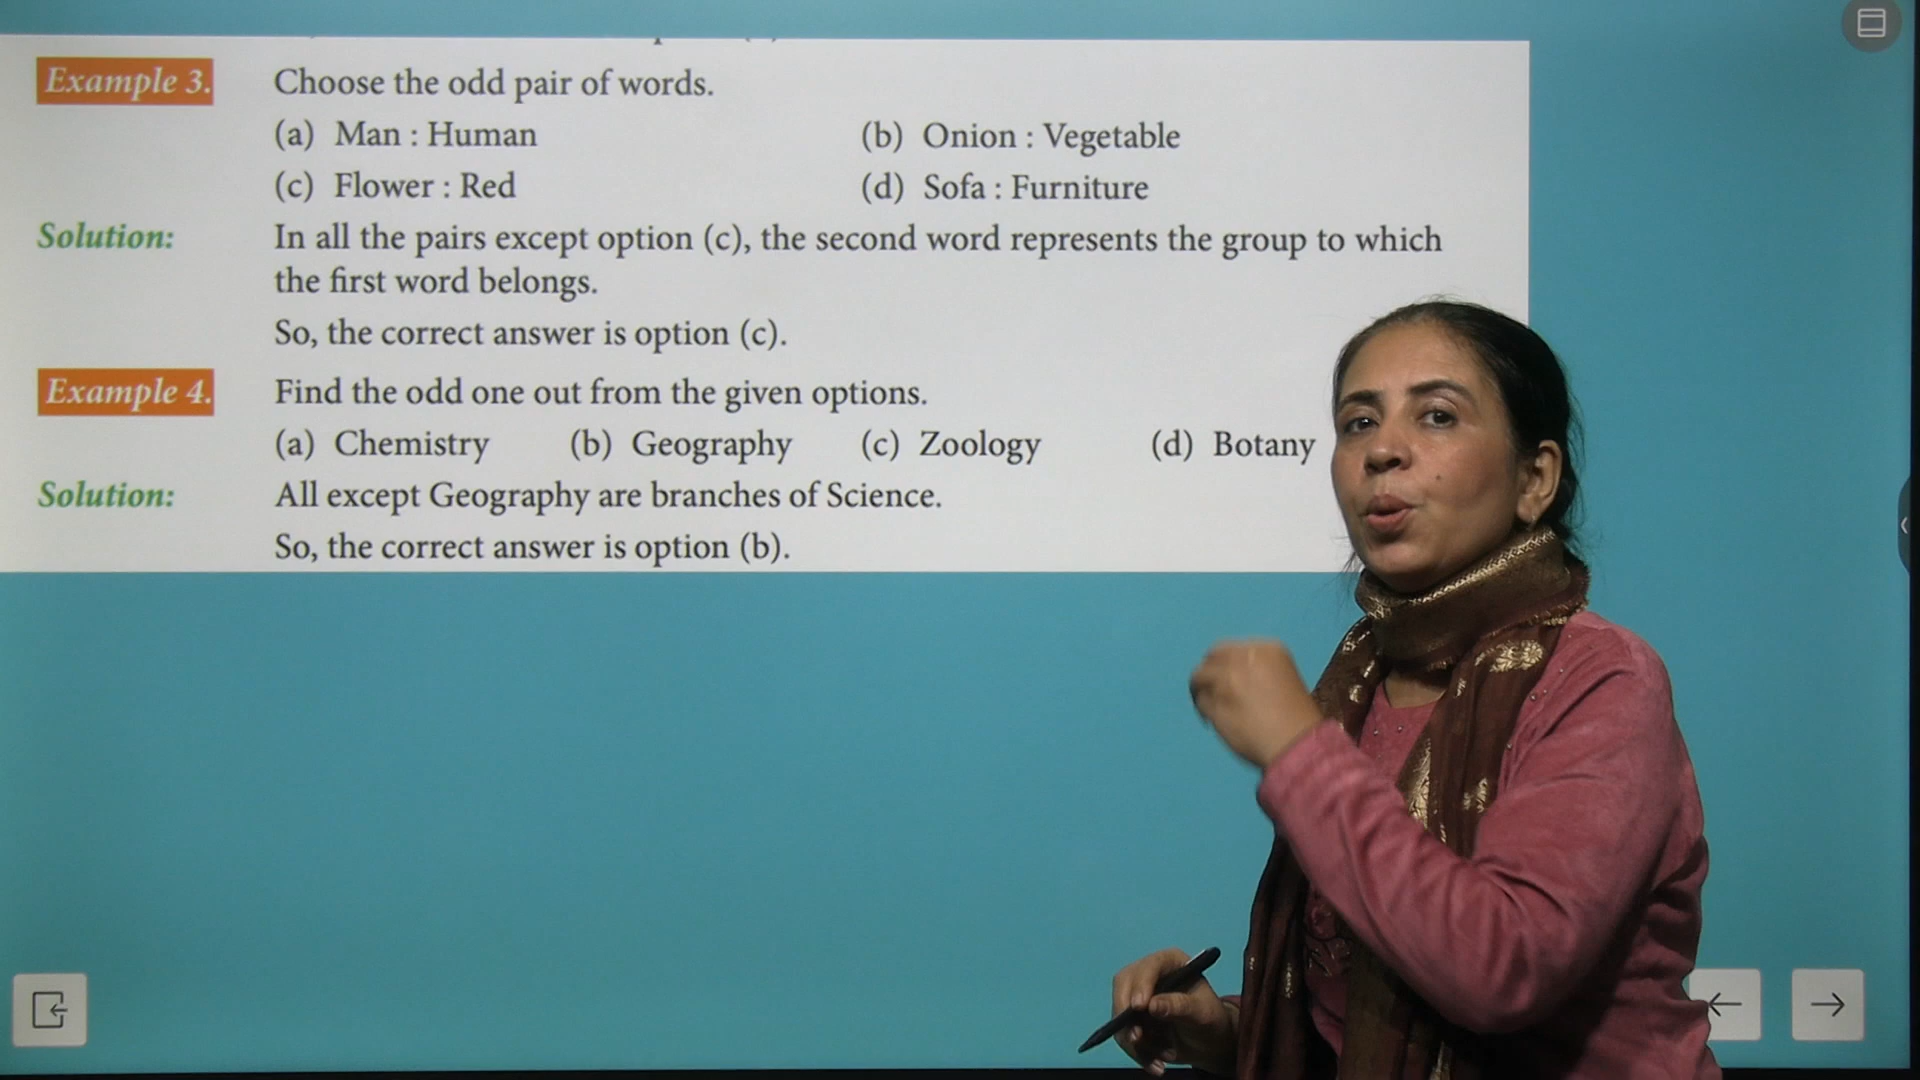 Example 3. Choose the odd pair of words.
(a) Man : Human (b) Onion : Vegetable
(c) Flower : Red (d) Sofa : Furniture
Solution: In all the pairs except option (c), the second word represents the group to which
the first word belongs.
So, the correct answer is option (c).
Example 4. Find the odd one out from the given options.
(a) Chemistry (b) Geography (c) Zoology (d) Botany
Solution: All except Geography are branches of Science.
So, the correct answer is option (b).